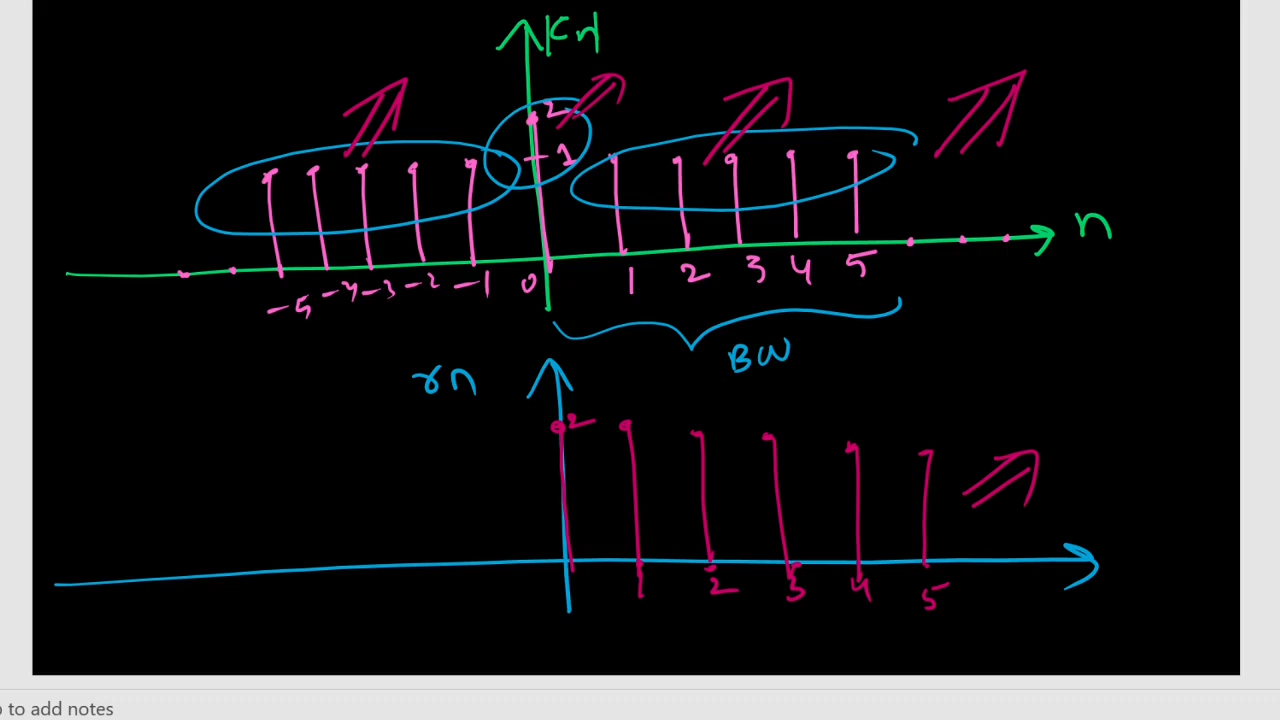 |Cn|
2
1
n
-5 -4 -3 -2 -1 0 1 2 3 4 5
BW
γn
2
1 2 3 4 5
to add notes